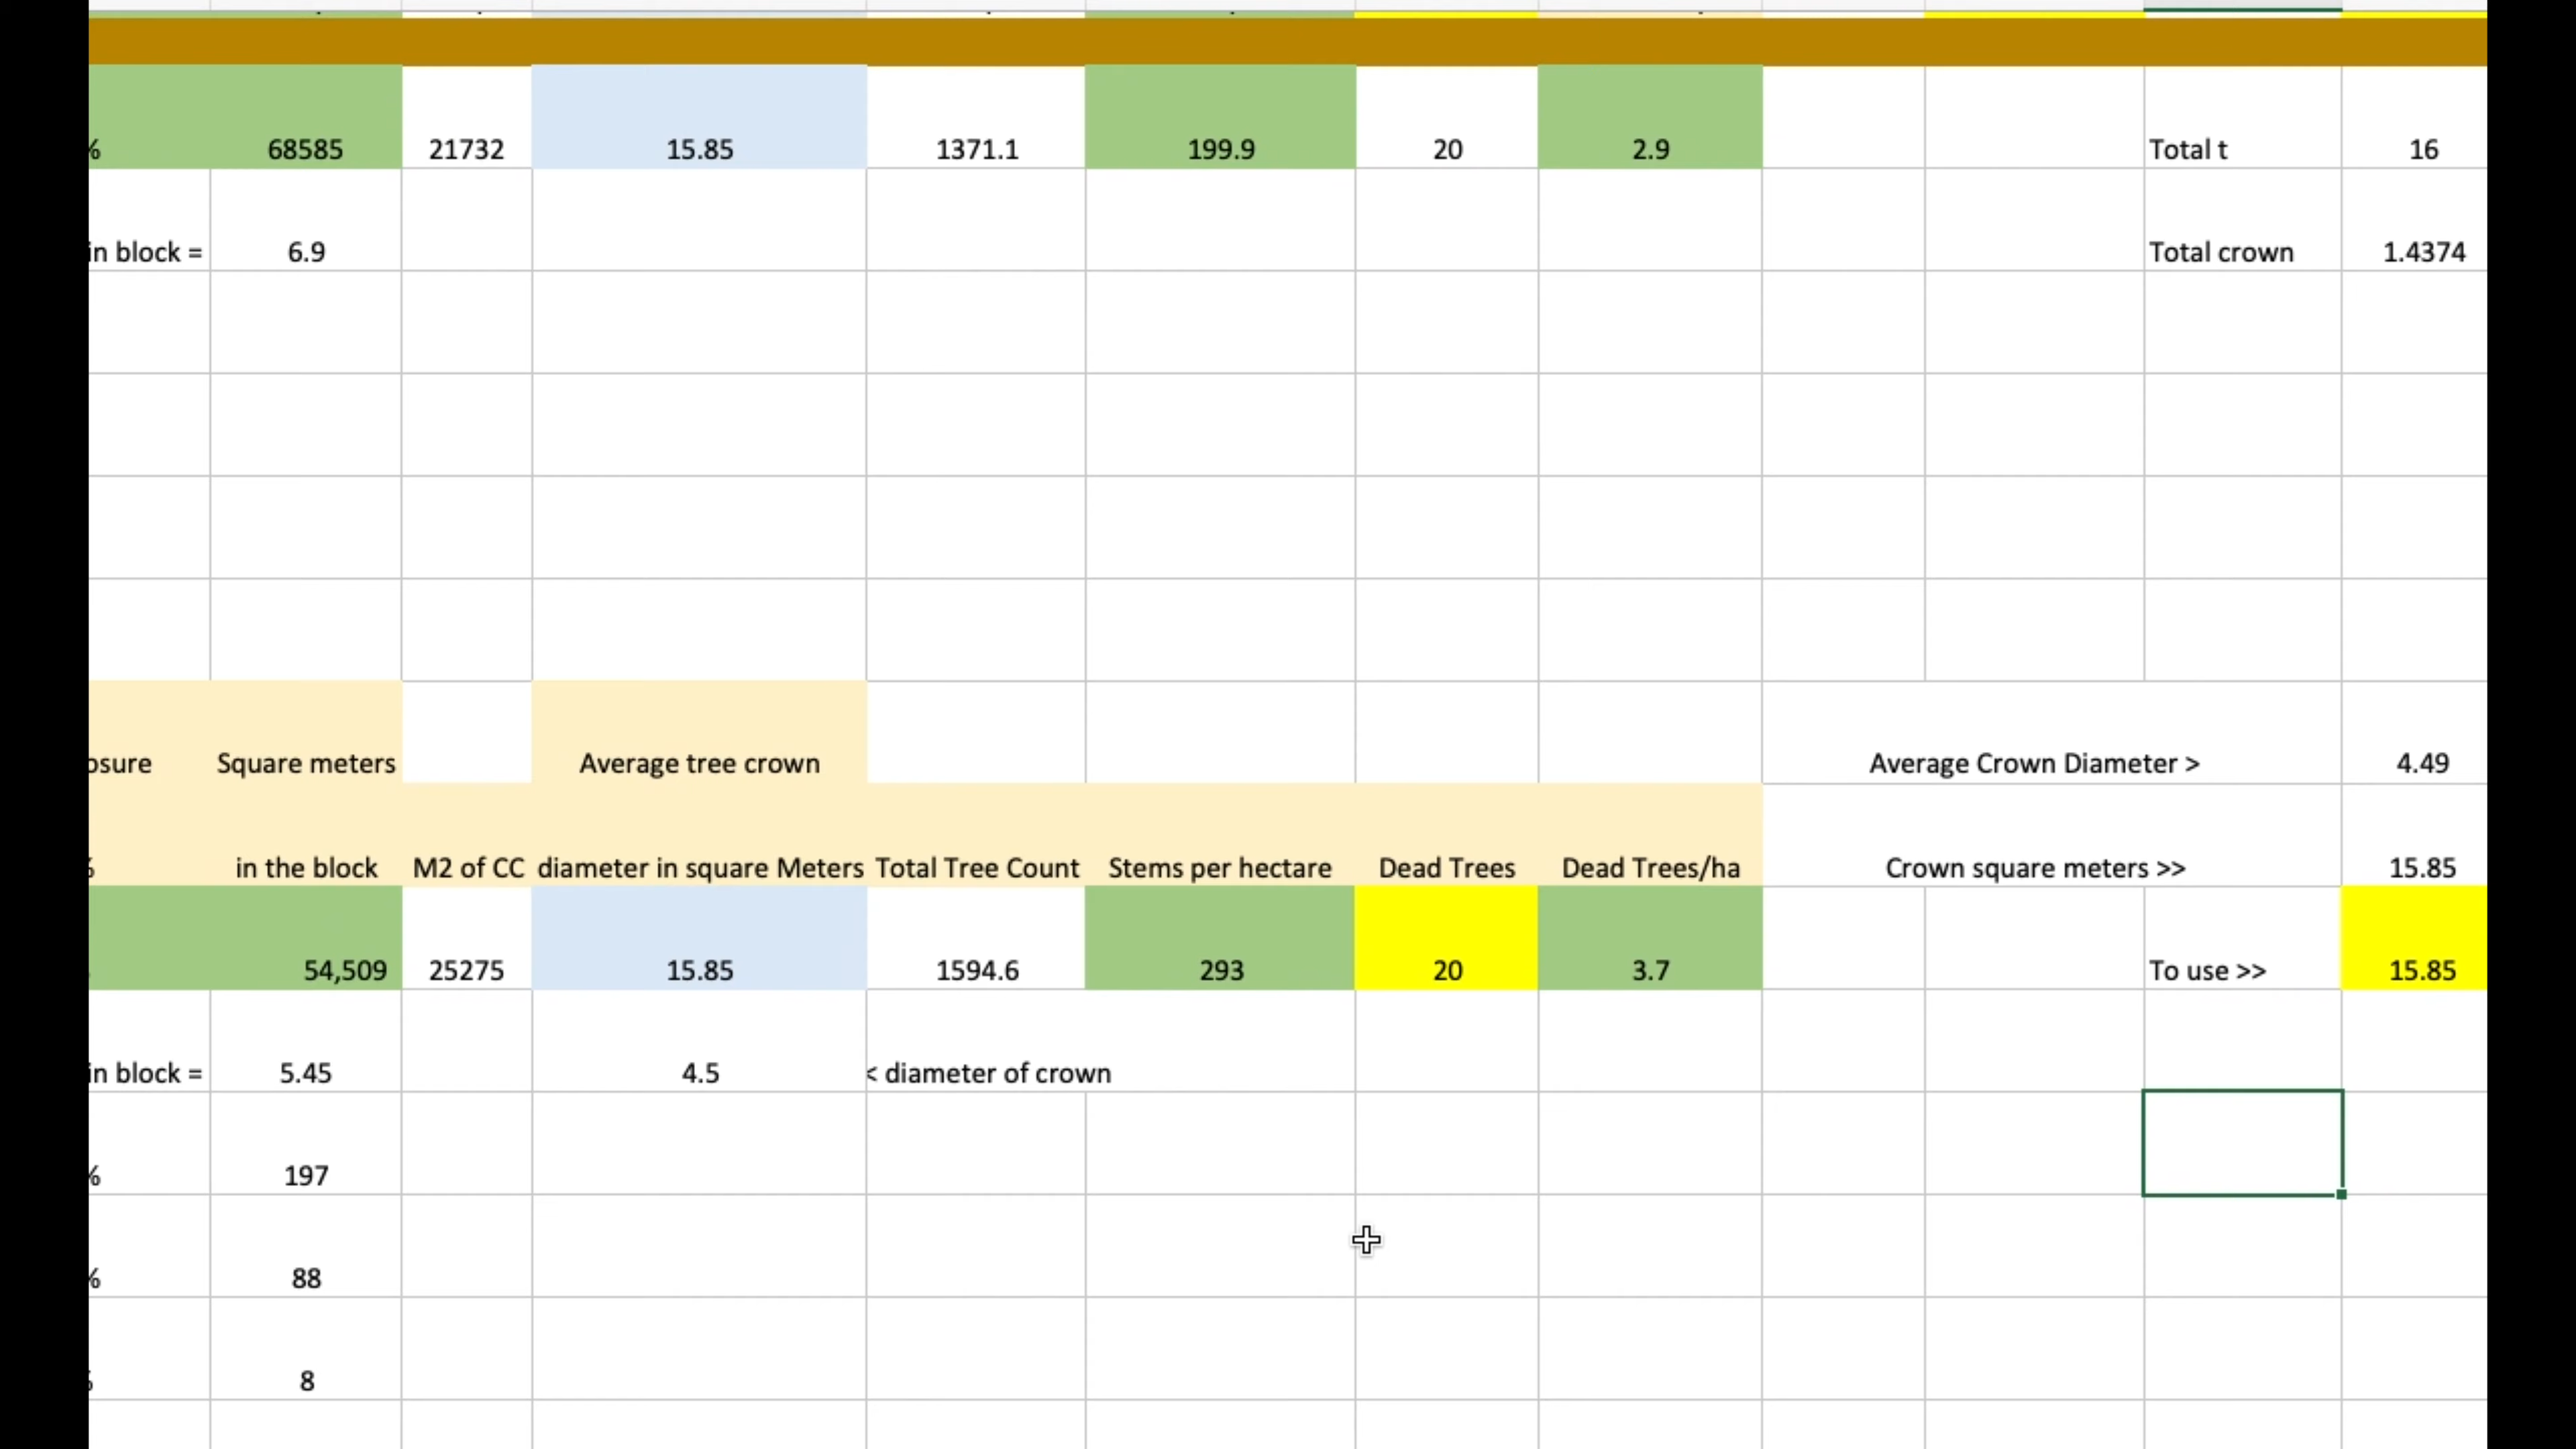 % 68585 21732 15.85 1371.1 199.9 20 2.9 Total t 16
in block = 6.9 Total crown 1.4374
Square meters Average tree crown Average Crown Diameter > 4.49
in the block M2 of CC diameter in square Meters Total Tree Count Stems per hectare Dead Trees Dead Trees/ha Crown square meters >> 15.85
54,509 25275 15.85 1594.6 293 20 3.7 To use >> 15.85
in block = 5.45 4.5 < diameter of crown
% 197
% 88
8